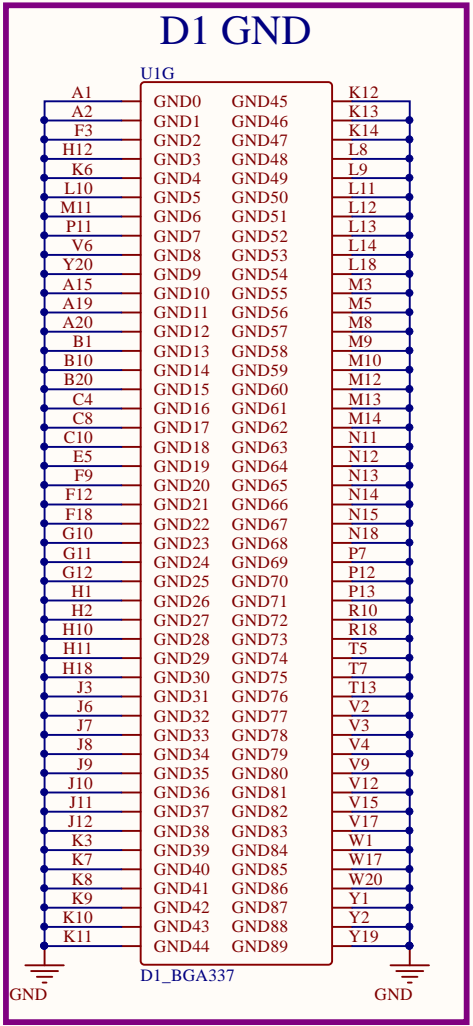 D1 GND
U1G
A1 GND0 GND45 K12
A2 GND1 GND46 K13
F3 GND2 GND47 K14
H12 GND3 GND48 L8
K6 GND4 GND49 L9
L10 GND5 GND50 L11
M11 GND6 GND51 L12
P11 GND7 GND52 L13
V6 GND8 GND53 L14
Y20 GND9 GND54 L18
A15 GND10 GND55 M3
A19 GND11 GND56 M5
A20 GND12 GND57 M8
B1 GND13 GND58 M9
B10 GND14 GND59 M10
B20 GND15 GND60 M12
C4 GND16 GND61 M13
C8 GND17 GND62 M14
C10 GND18 GND63 N11
E5 GND19 GND64 N12
F9 GND20 GND65 N13
F12 GND21 GND66 N14
F18 GND22 GND67 N15
G10 GND23 GND68 N18
G11 GND24 GND69 P7
G12 GND25 GND70 P12
H1 GND26 GND71 P13
H2 GND27 GND72 R10
H10 GND28 GND73 R18
H11 GND29 GND74 T5
H18 GND30 GND75 T7
J3 GND31 GND76 T13
J6 GND32 GND77 V2
J7 GND33 GND78 V3
J8 GND34 GND79 V4
J9 GND35 GND80 V9
J10 GND36 GND81 V12
J11 GND37 GND82 V15
J12 GND38 GND83 V17
K3 GND39 GND84 W1
K7 GND40 GND85 W17
K8 GND41 GND86 W20
K9 GND42 GND87 Y1
K10 GND43 GND88 Y2
K11 GND44 GND89 Y19
D1_BGA337
GND GND